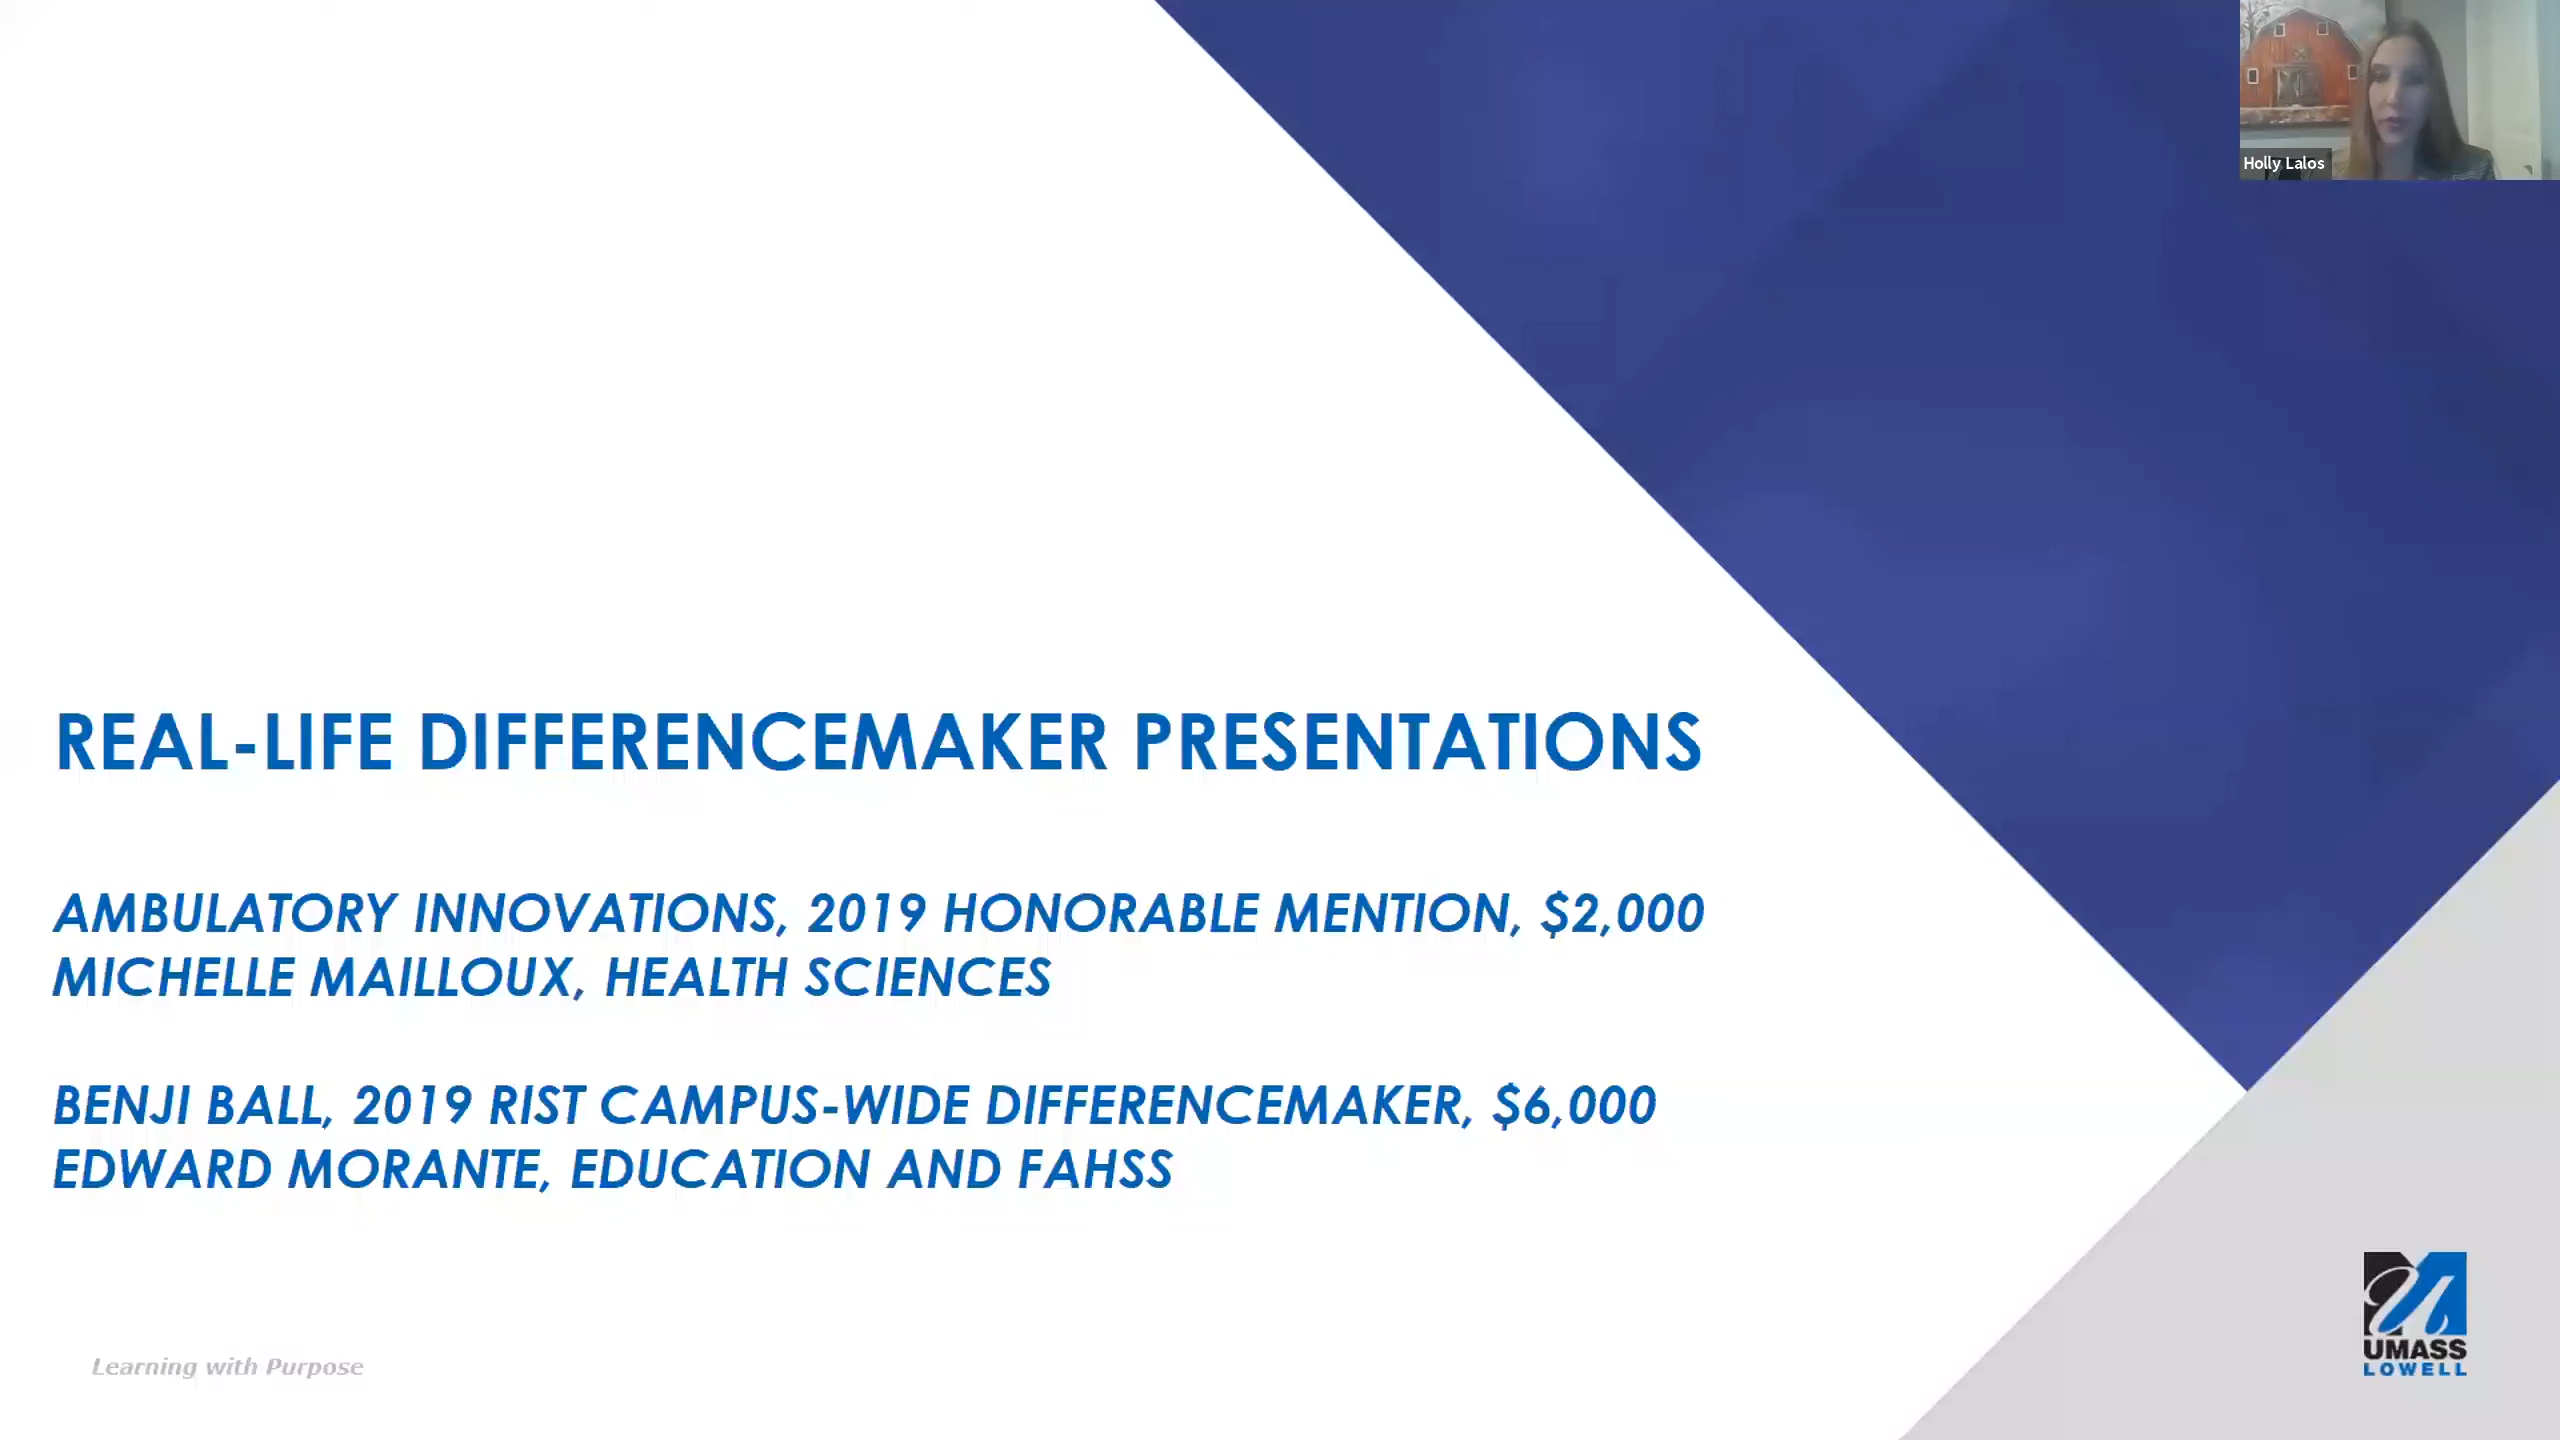 Holly Lalos
REAL-LIFE DIFFERENCEMAKER PRESENTATIONS
AMBULATORY INNOVATIONS, 2019 HONORABLE MENTION, $2,000
MICHELLE MAILLOUX, HEALTH SCIENCES
BENJI BALL, 2019 RIST CAMPUS-WIDE DIFFERENCEMAKER, $6,000
EDWARD MORANTE, EDUCATION AND FAHSS
Learning with Purpose
UMASS
LOWELL